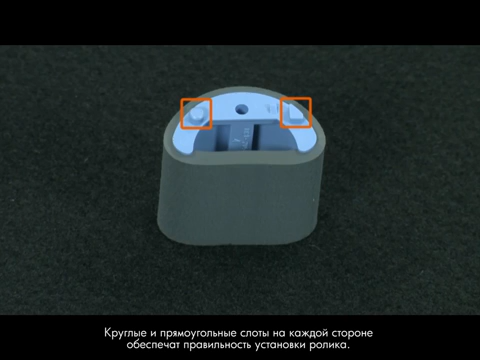 Круглые и прямоугольные слоты на каждой стороне
обеспечат правильность установки ролика.